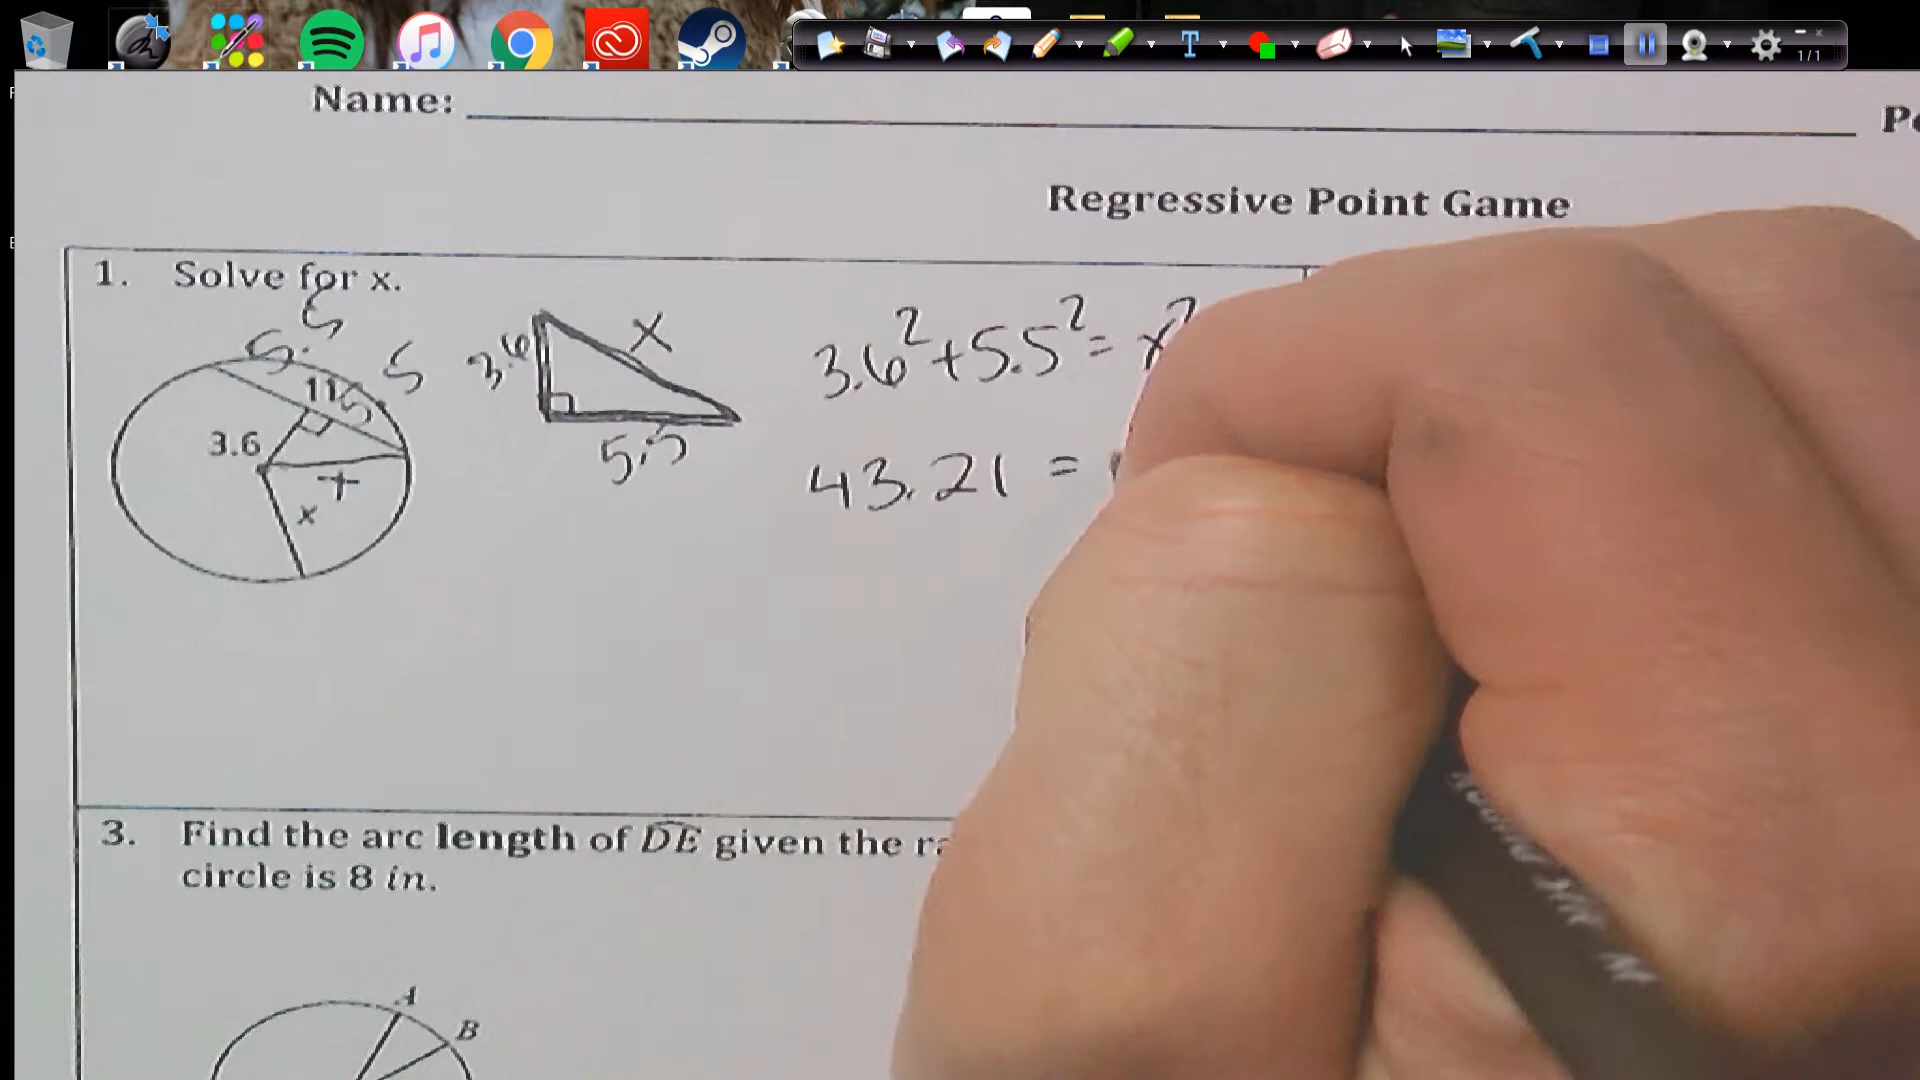 1/1
Name:
Regressive Point Game
1. Solve for x.
5.5
11
5.5
3.6
x
x
3.6
x
5.5
3.6²+5.5²= x²
43.21 =
3. Find the arc length of DE given the
circle is 8 in.
A
B